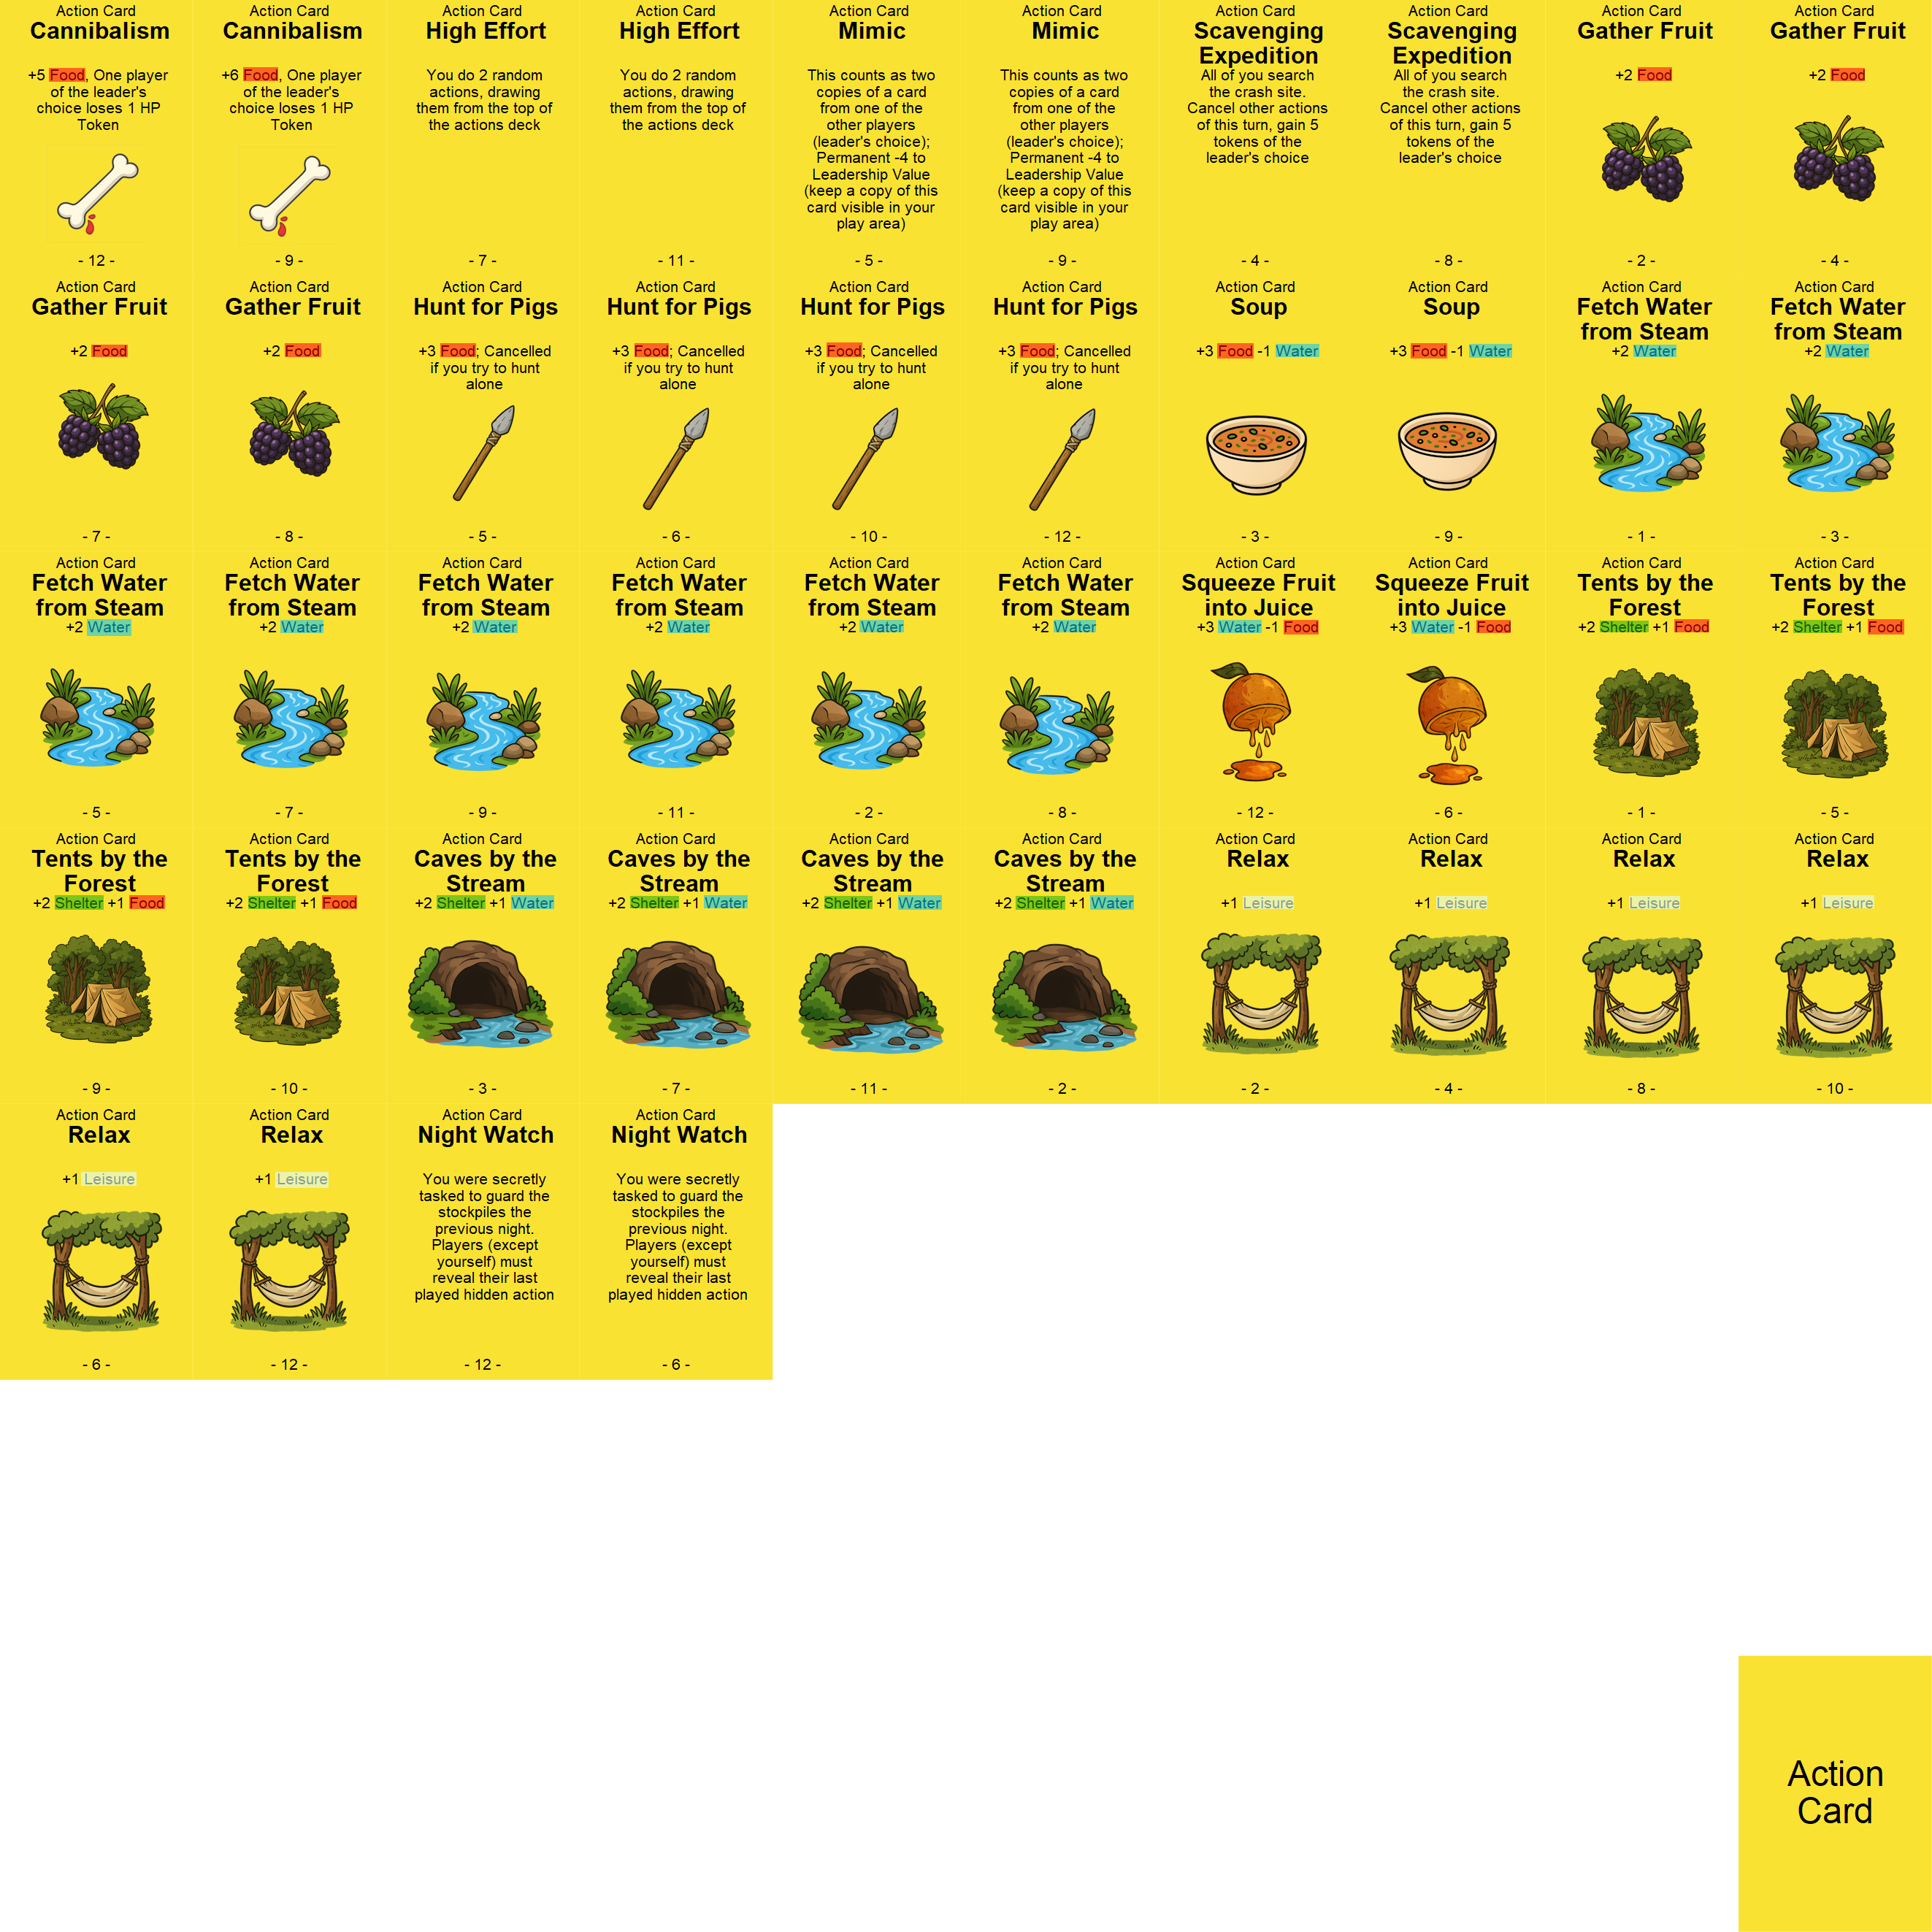 Action Card
Cannibalism
+5 Food, One player
of the leader's
choice loses 1 HP
Token
- 12 -
Action Card
Cannibalism
+6 Food, One player
of the leader's
choice loses 1 HP
Token
- 9 -
Action Card
High Effort
You do 2 random
actions, drawing
them from the top of
the actions deck
- 7 -
Action Card
High Effort
You do 2 random
actions, drawing
them from the top of
the actions deck
- 11 -
Action Card
Mimic
This counts as two
copies of a card
from one of the
other players
(leader's choice);
Permanent -4 to
Leadership Value
(keep a copy of this
card visible in your
play area)
- 5 -
Action Card
Mimic
This counts as two
copies of a card
from one of the
other players
(leader's choice);
Permanent -4 to
Leadership Value
(keep a copy of this
card visible in your
play area)
- 9 -
Action Card
Scavenging
Expedition
All of you search
the crash site.
Cancel other actions
of this turn, gain 5
tokens of the
leader's choice
- 4 -
Action Card
Scavenging
Expedition
All of you search
the crash site.
Cancel other actions
of this turn, gain 5
tokens of the
leader's choice
- 8 -
Action Card
Gather Fruit
+2 Food
- 2 -
Action Card
Gather Fruit
+2 Food
- 4 -
Action Card
Gather Fruit
+2 Food
- 7 -
Action Card
Gather Fruit
+2 Food
- 8 -
Action Card
Hunt for Pigs
+3 Food; Cancelled
if you try to hunt
alone
- 5 -
Action Card
Hunt for Pigs
+3 Food; Cancelled
if you try to hunt
alone
- 6 -
Action Card
Hunt for Pigs
+3 Food; Cancelled
if you try to hunt
alone
- 10 -
Action Card
Hunt for Pigs
+3 Food; Cancelled
if you try to hunt
alone
- 12 -
Action Card
Soup
+3 Food -1 Water
- 3 -
Action Card
Soup
+3 Food -1 Water
- 9 -
Action Card
Fetch Water
from Steam
+2 Water
- 1 -
Action Card
Fetch Water
from Steam
+2 Water
- 3 -
Action Card
Fetch Water
from Steam
+2 Water
- 5 -
Action Card
Fetch Water
from Steam
+2 Water
- 7 -
Action Card
Fetch Water
from Steam
+2 Water
- 9 -
Action Card
Fetch Water
from Steam
+2 Water
- 11 -
Action Card
Fetch Water
from Steam
+2 Water
- 2 -
Action Card
Fetch Water
from Steam
+2 Water
- 8 -
Action Card
Squeeze Fruit
into Juice
+3 Water -1 Food
- 12 -
Action Card
Squeeze Fruit
into Juice
+3 Water -1 Food
- 6 -
Action Card
Tents by the
Forest
+2 Shelter +1 Food
- 1 -
Action Card
Tents by the
Forest
+2 Shelter +1 Food
- 5 -
Action Card
Tents by the
Forest
+2 Shelter +1 Food
- 9 -
Action Card
Tents by the
Forest
+2 Shelter +1 Food
- 10 -
Action Card
Caves by the
Stream
+2 Shelter +1 Water
- 3 -
Action Card
Caves by the
Stream
+2 Shelter +1 Water
- 7 -
Action Card
Caves by the
Stream
+2 Shelter +1 Water
- 11 -
Action Card
Caves by the
Stream
+2 Shelter +1 Water
- 2 -
Action Card
Relax
+1 Leisure
- 2 -
Action Card
Relax
+1 Leisure
- 4 -
Action Card
Relax
+1 Leisure
- 8 -
Action Card
Relax
+1 Leisure
- 10 -
Action Card
Relax
+1 Leisure
- 6 -
Action Card
Relax
+1 Leisure
- 12 -
Action Card
Night Watch
You were secretly
tasked to guard the
stockpiles the
previous night.
Players (except
yourself) must
reveal their last
played hidden action
- 12 -
Action Card
Night Watch
You were secretly
tasked to guard the
stockpiles the
previous night.
Players (except
yourself) must
reveal their last
played hidden action
- 6 -
Action
Card